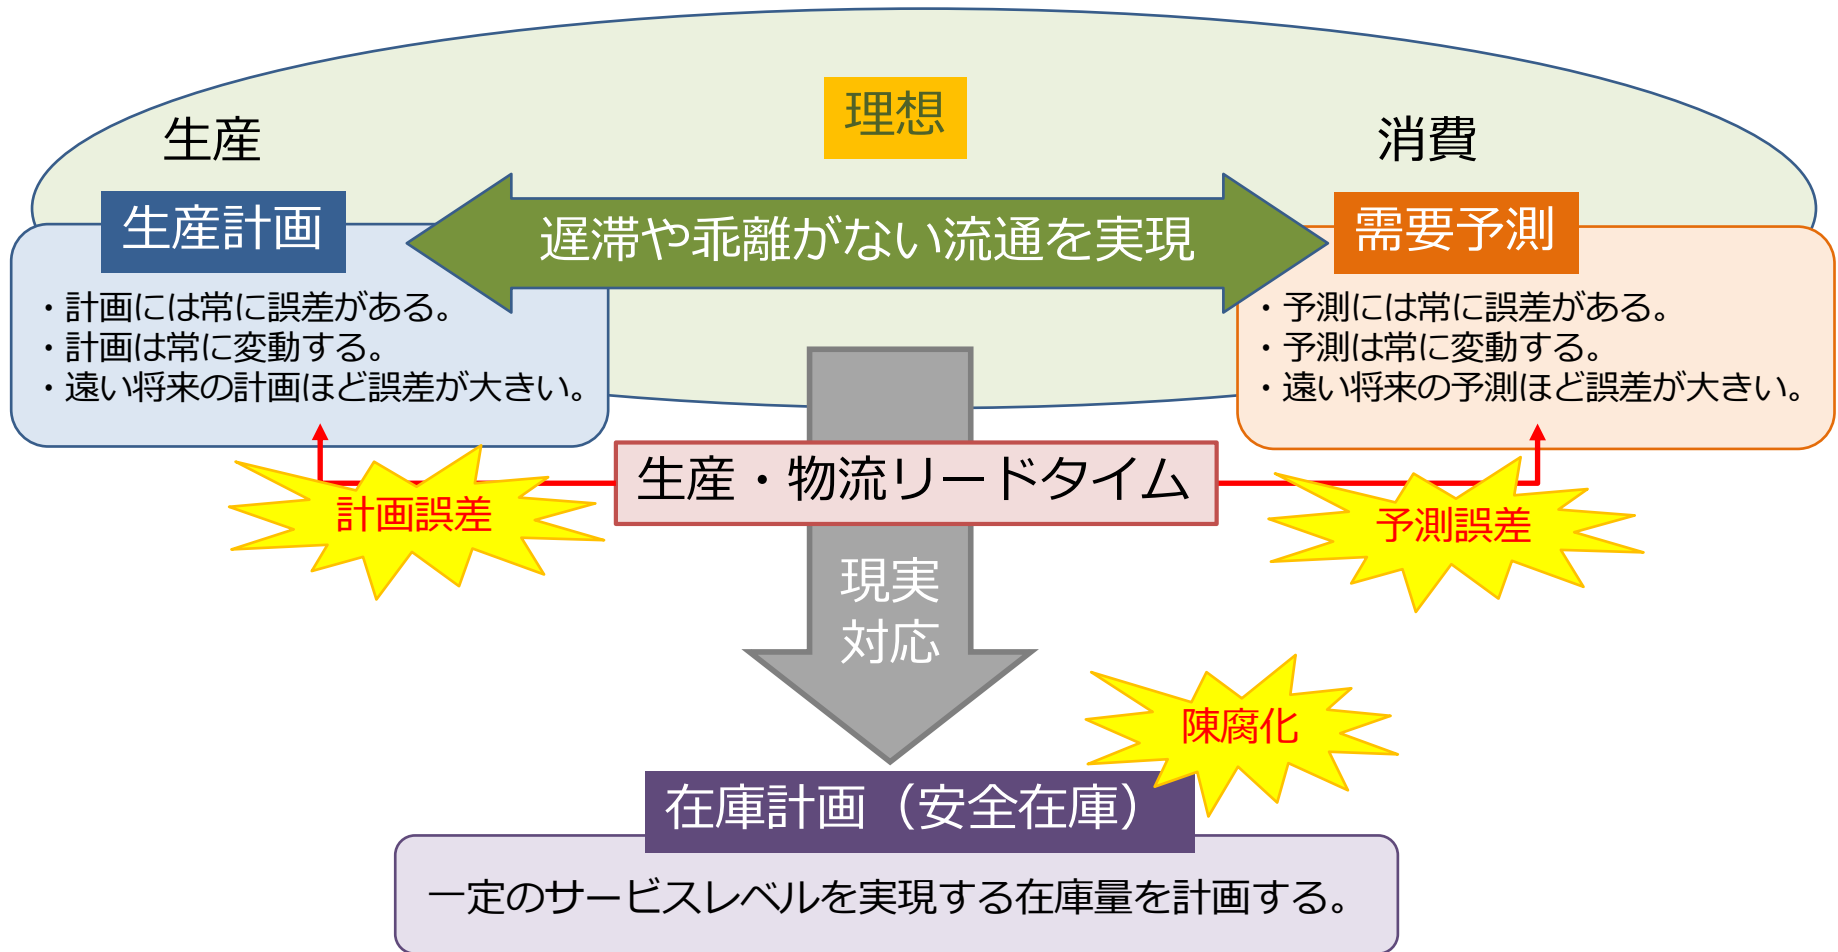 理想
生産
消費
生産計画
遅滞や乖離がない流通を実現
需要予測
・計画には常に誤差がある。
・計画は常に変動する。
・遠い将来の計画ほど誤差が大きい。
・予測には常に誤差がある。
・予測は常に変動する。
・遠い将来の予測ほど誤差が大きい。
生産・物流リードタイム
計画誤差
予測誤差
現実
対応
陳腐化
在庫計画（安全在庫）
一定のサービスレベルを実現する在庫量を計画する。